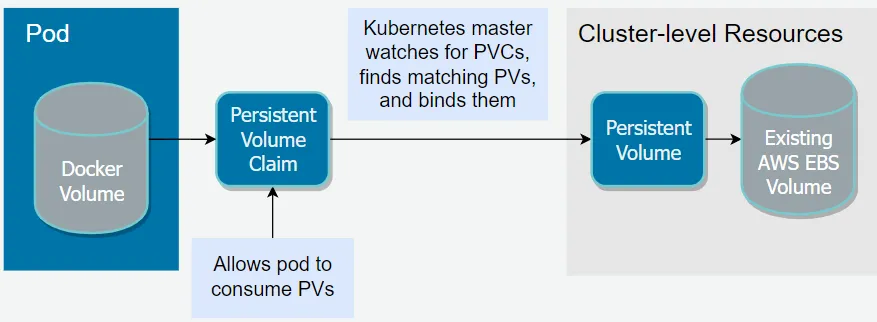 Pod
Docker
Volume
Persistent
Volume
Claim
Allows pod to
consume PVs
Kubernetes master
watches for PVCs,
finds matching PVs,
and binds them
Cluster-level Resources
Persistent
Volume
Existing
AWS EBS
Volume